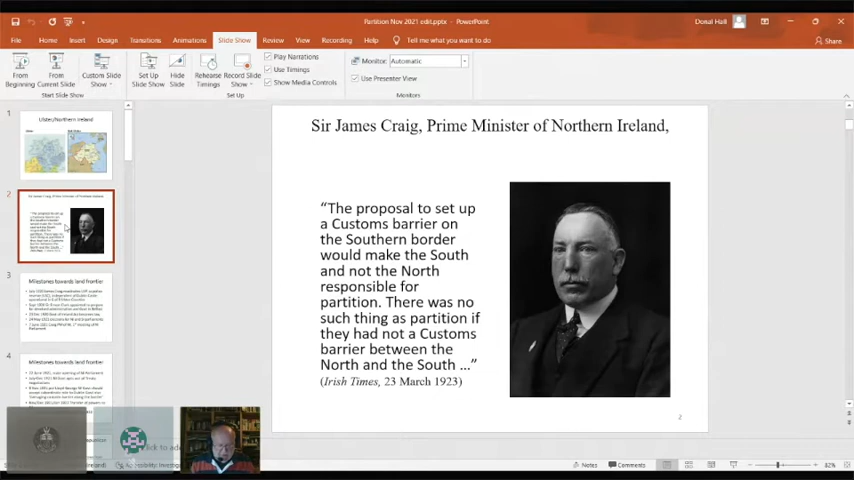 Partition Nov 2021 edit.pptx - PowerPoint
Donal Hall
File Home Insert Design Transitions Animations Slide Show Review View Recording Help Tell me what you want to do
Share
From Beginning
From Current Slide
Custom Slide Show
Set Up Slide Show
Hide Slide
Rehearse Timings
Record Slide Show
Play Narrations
Use Timings
Show Media Controls
Monitor: Automatic
Use Presenter View
Start Slide Show
Set Up
Monitors
1
Ulster/Northern Ireland
2
3
Milestones towards land frontier
4
Milestones towards land frontier
Sir James Craig, Prime Minister of Northern Ireland,
“The proposal to set up
a Customs barrier on
the Southern border
would make the South
and not the North
responsible for
partition. There was no
such thing as partition if
they had not a Customs
barrier between the
North and the South ...”
(Irish Times, 23 March 1923)
2
Notes
Comments
82%